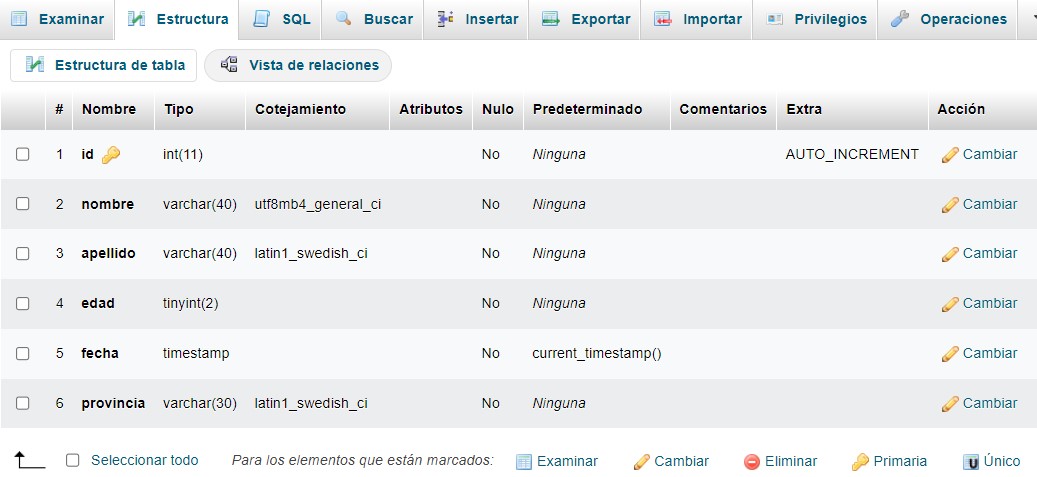 Examinar Estructura SQL Buscar Insertar Exportar Importar Privilegios Operaciones
Estructura de tabla Vista de relaciones
# Nombre Tipo Cotejamiento Atributos Nulo Predeterminado Comentarios Extra Acción
1 id int(11) No Ninguna AUTO_INCREMENT Cambiar
2 nombre varchar(40) utf8mb4_general_ci No Ninguna Cambiar
3 apellido varchar(40) latin1_swedish_ci No Ninguna Cambiar
4 edad tinyint(2) No Ninguna Cambiar
5 fecha timestamp No current_timestamp() Cambiar
6 provincia varchar(30) latin1_swedish_ci No Ninguna Cambiar
Seleccionar todo Para los elementos que están marcados: Examinar Cambiar Eliminar Primaria Único